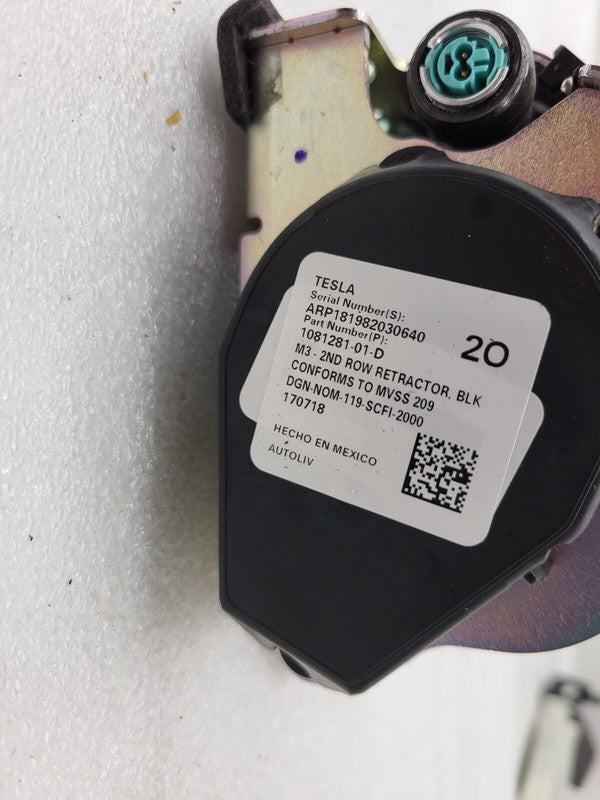 TESLA
Serial Number(S):
ARP181982030640
Part Number(P):
1081281-01-D
20
M3 - 2ND ROW RETRACTOR, BLK
CONFORMS TO MVSS 209
DGN-NOM-119-SCFI-2000
170718
HECHO EN MEXICO
AUTOLIV